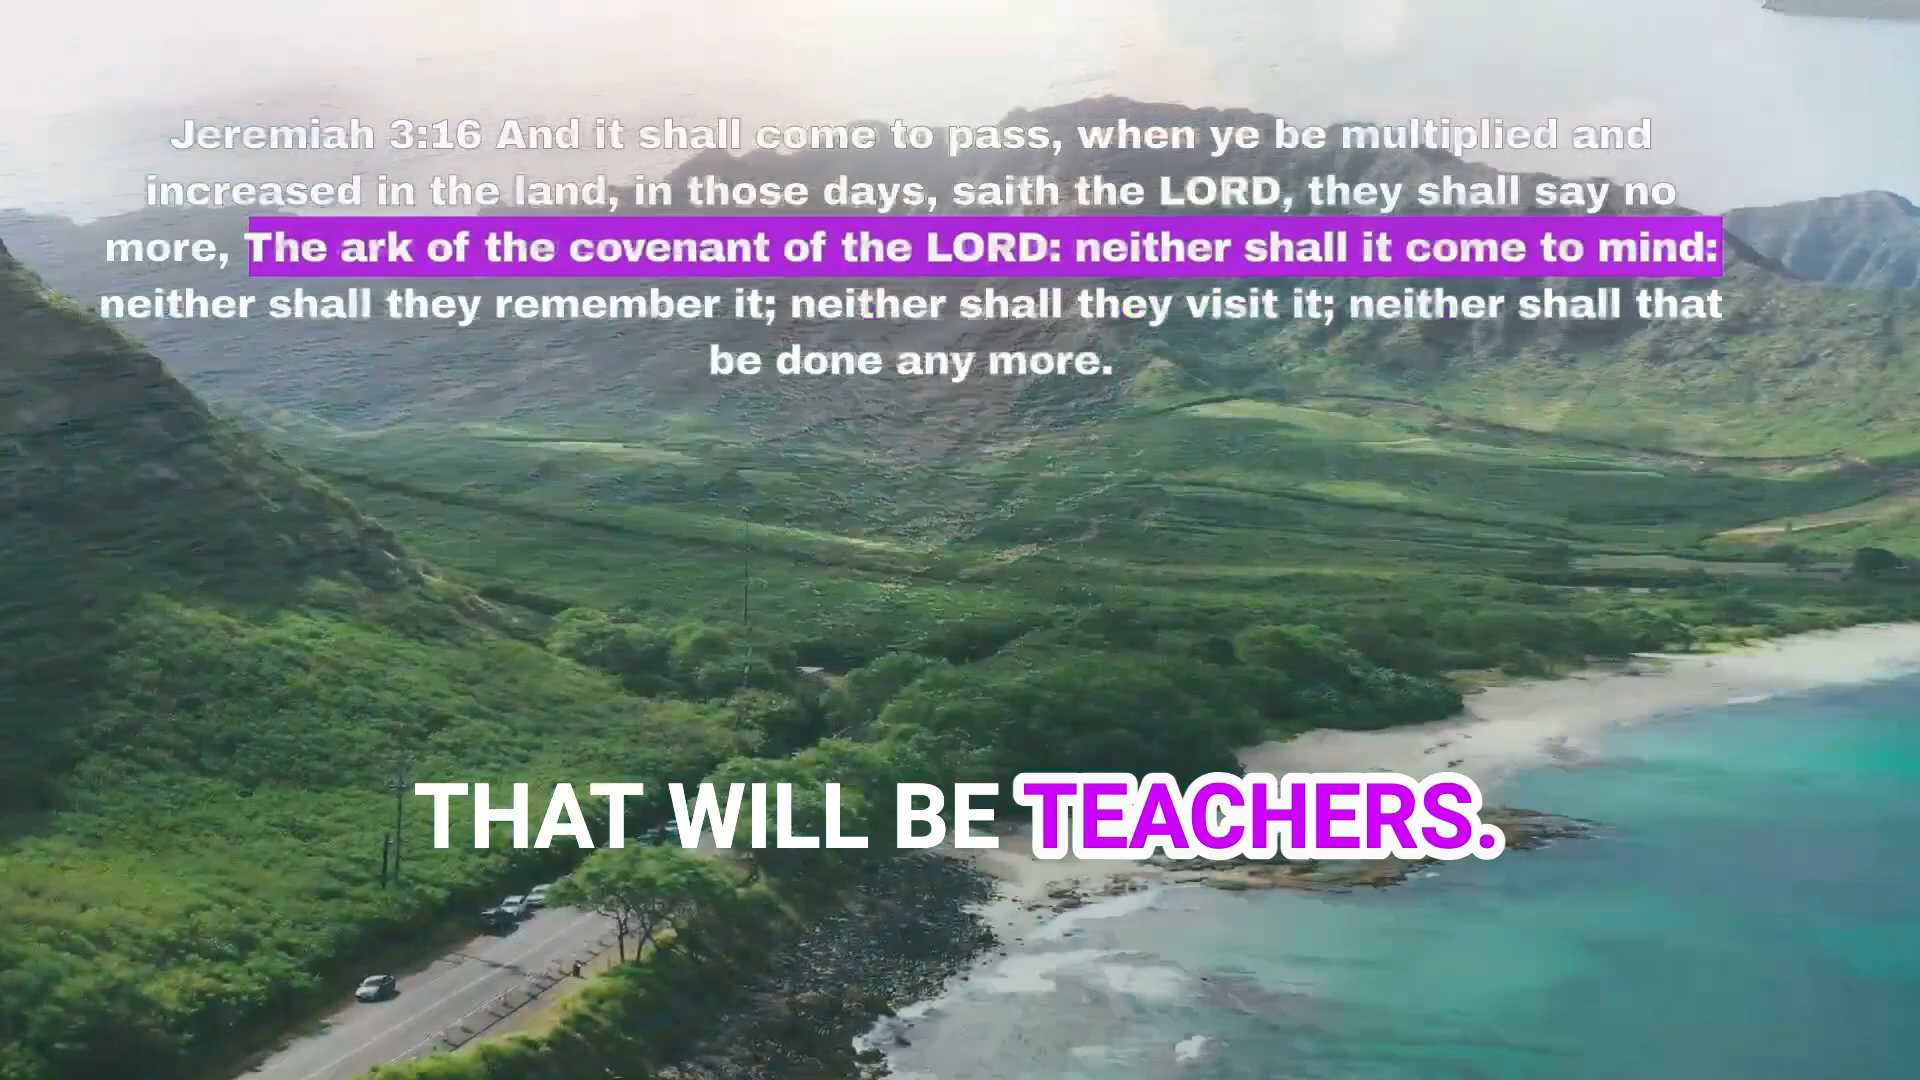 Jeremiah 3:16 And it shall come to pass, when ye be multiplied and
increased in the land, in those days, saith the LORD, they shall say no
more, The ark of the covenant of the LORD: neither shall it come to mind:
neither shall they remember it; neither shall they visit it; neither shall that
be done any more.
THAT WILL BE TEACHERS.